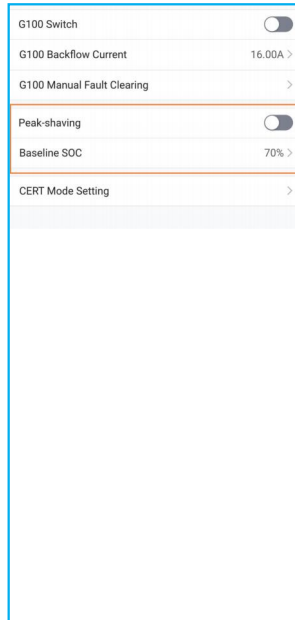 G100 Switch
G100 Backflow Current 16.00A >
G100 Manual Fault Clearing >
Peak-shaving
Baseline SOC 70% >
CERT Mode Setting >